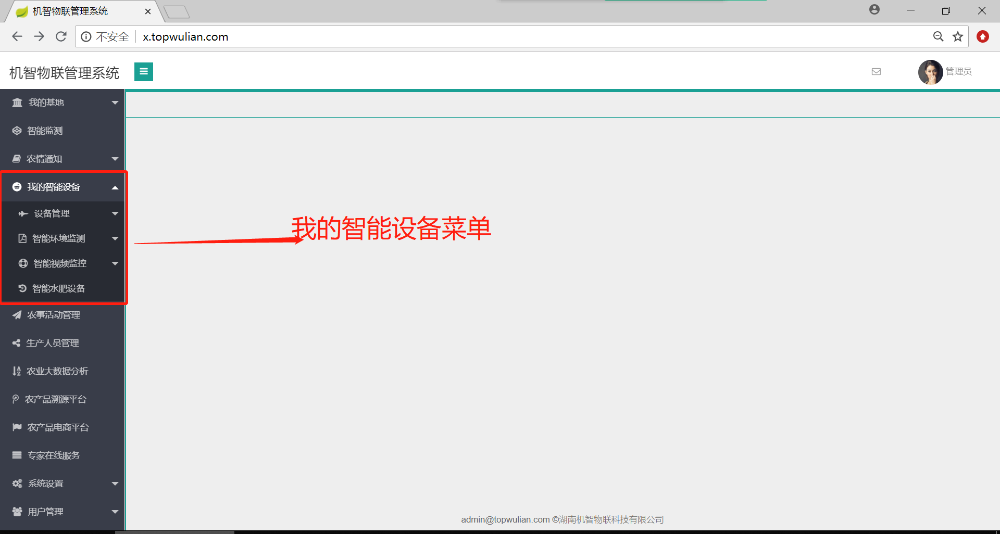 机智物联管理系统
不安全
x.topwulian.com
机智物联管理系统
管理员
我的基地
智能监测
农情通知
我的智能设备
设备管理
智能环境监测
智能视频监控
智能水肥设备
农事活动管理
生产人员管理
农业大数据分析
农产品溯源平台
农产品电商平台
专家在线服务
系统设置
用户管理
我的智能设备菜单
admin@topwulian.com ©湖南机智物联科技有限公司